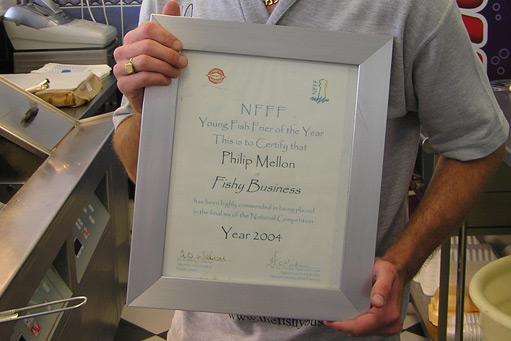 NFFF
Young Fish Frier of the Year
This is to Certify that
Philip Mellon
Fishy Business
has been highly commended in being placed
in the final six of the National Competition
Year 2004
NFFF